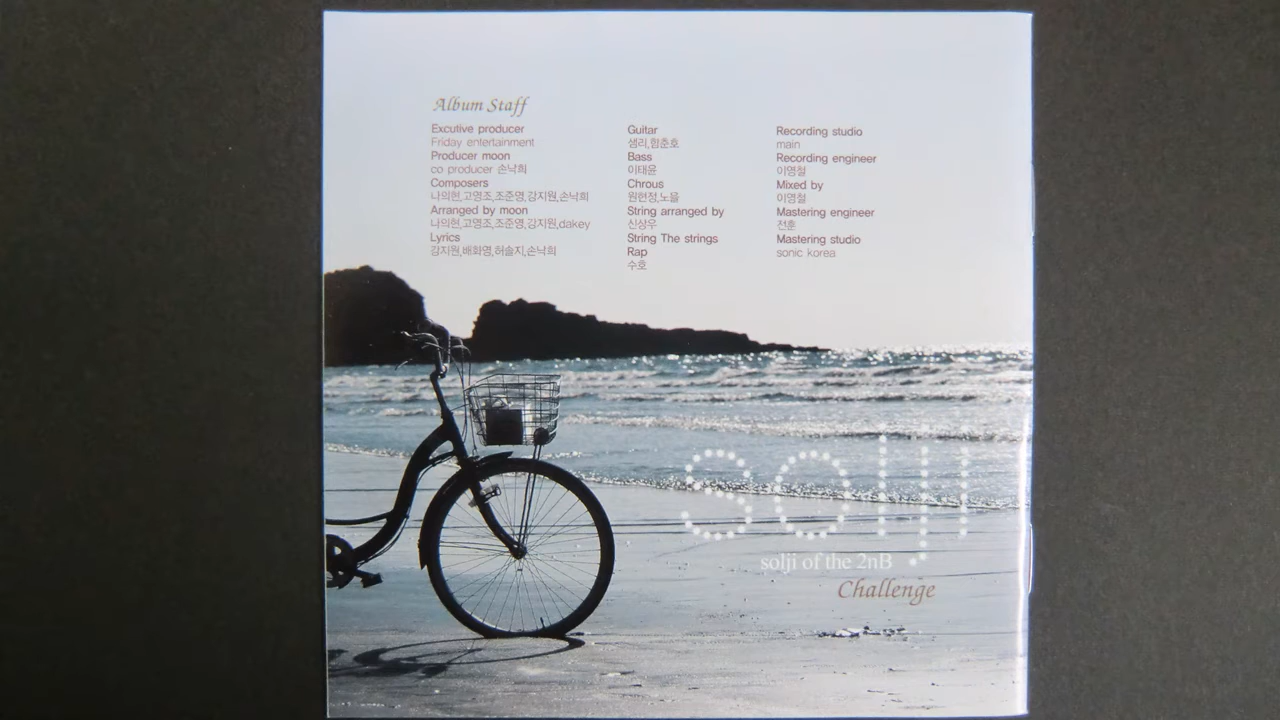 Album Staff
Excutive producer
Friday entertainment
Producer moon
co producer 손낙희
Composers
나의현,고영조,조준영,강지원,손낙희
Arranged by moon
나의현,고영조,조준영,강지원,dakey
Lyrics
강지원,배화영,허솔지,손낙희
Guitar
샘리,함춘호
Bass
이태윤
Chrous
원현정,노을
String arranged by
신상우
String The strings
Rap
수호
Recording studio
main
Recording engineer
이영철
Mixed by
이영철
Mastering engineer
전훈
Mastering studio
sonic korea
solji
solji of the 2nB
Challenge